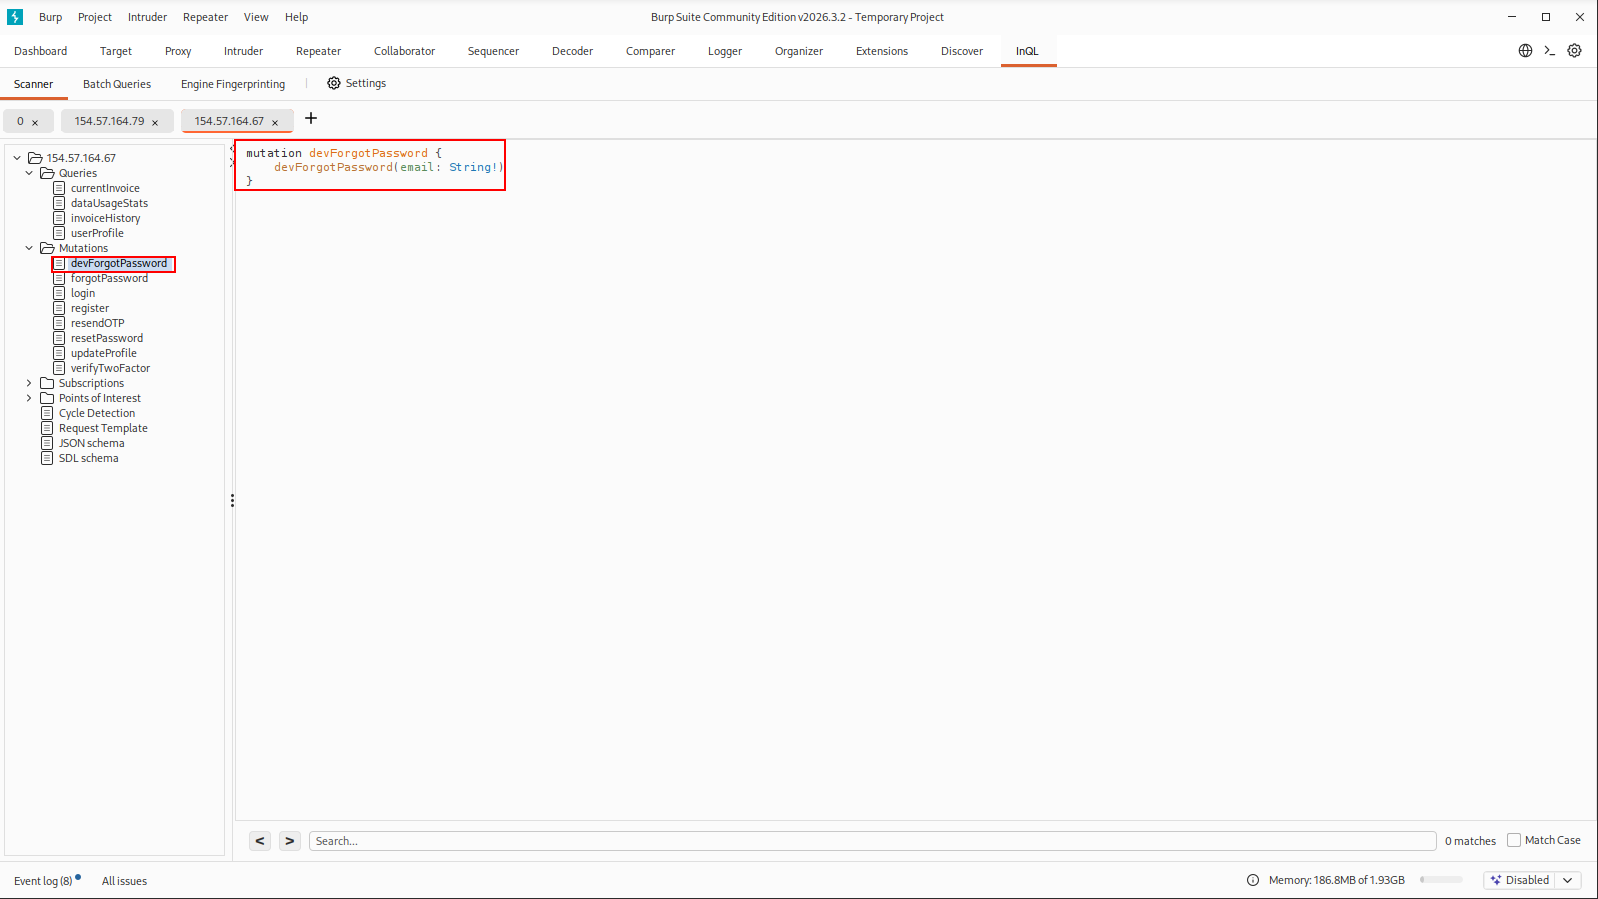 Burp Project Intruder Repeater View Help
Burp Suite Community Edition v2026.3.2 - Temporary Project
Dashboard Target Proxy Intruder Repeater Collaborator Sequencer Decoder Comparer Logger Organizer Extensions Discover InQL
Scanner Batch Queries Engine Fingerprinting Settings
0 × 154.57.164.79 × 154.57.164.67 × +
154.57.164.67
Queries
currentInvoice
dataUsageStats
invoiceHistory
userProfile
Mutations
devForgotPassword
forgotPassword
login
register
resendOTP
resetPassword
updateProfile
verifyTwoFactor
Subscriptions
Points of Interest
Cycle Detection
Request Template
JSON schema
SDL schema
mutation devForgotPassword {
devForgotPassword(email: String!)
}
< > Search... 0 matches Match Case
Event log (8) All issues Memory: 186.8MB of 1.93GB Disabled